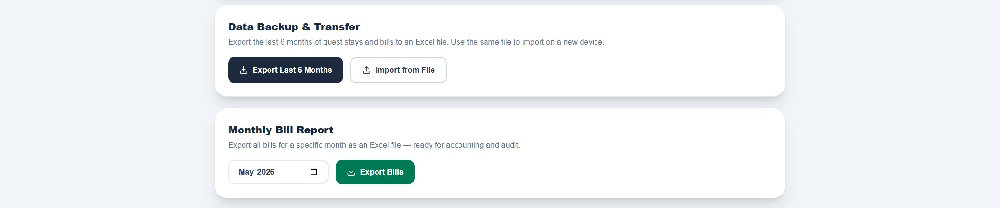 Data Backup & Transfer
Export the last 6 months of guest stays and bills to an Excel file. Use the same file to import on a new device.
Export Last 6 Months
Import from File
Monthly Bill Report
Export all bills for a specific month as an Excel file — ready for accounting and audit.
May 2026
Export Bills